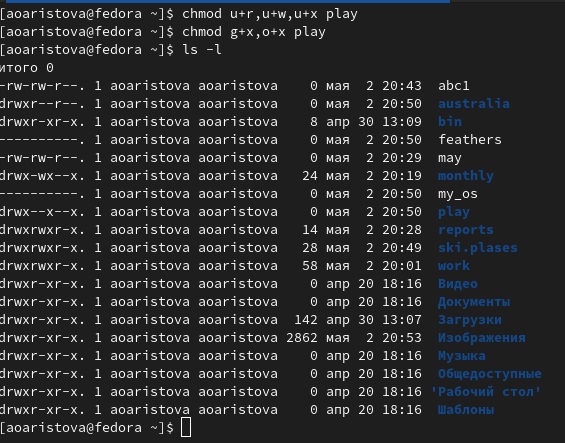 [aoaristova@fedora ~]$ chmod u+r,u+w,u+x play
[aoaristova@fedora ~]$ chmod g+x,o+x play
[aoaristova@fedora ~]$ ls -l
итого 0
-rw-rw-r--. 1 aoaristova aoaristova    0 мая  2 20:43  abc1
drwxr--r--. 1 aoaristova aoaristova    0 мая  2 20:50  australia
drwxr-xr-x. 1 aoaristova aoaristova    8 апр 30 13:09  bin
----------. 1 aoaristova aoaristova    0 мая  2 20:50  feathers
-rw-rw-r--. 1 aoaristova aoaristova    0 мая  2 20:29  may
drwx-wx--x. 1 aoaristova aoaristova   24 мая  2 20:19  monthly
----------. 1 aoaristova aoaristova    0 мая  2 20:50  my_os
drwx--x--x. 1 aoaristova aoaristova    0 мая  2 20:50  play
drwxrwxr-x. 1 aoaristova aoaristova   14 мая  2 20:28  reports
drwxrwxr-x. 1 aoaristova aoaristova   28 мая  2 20:49  ski.plases
drwxrwxr-x. 1 aoaristova aoaristova   58 мая  2 20:01  work
drwxr-xr-x. 1 aoaristova aoaristova    0 апр 20 18:16  Видео
drwxr-xr-x. 1 aoaristova aoaristova    0 апр 20 18:16  Документы
drwxr-xr-x. 1 aoaristova aoaristova  142 апр 30 13:07  Загрузки
drwxr-xr-x. 1 aoaristova aoaristova 2862 мая  2 20:53  Изображения
drwxr-xr-x. 1 aoaristova aoaristova    0 апр 20 18:16  Музыка
drwxr-xr-x. 1 aoaristova aoaristova    0 апр 20 18:16  Общедоступные
drwxr-xr-x. 1 aoaristova aoaristova    0 апр 20 18:16 'Рабочий стол'
drwxr-xr-x. 1 aoaristova aoaristova    0 апр 20 18:16  Шаблоны
[aoaristova@fedora ~]$